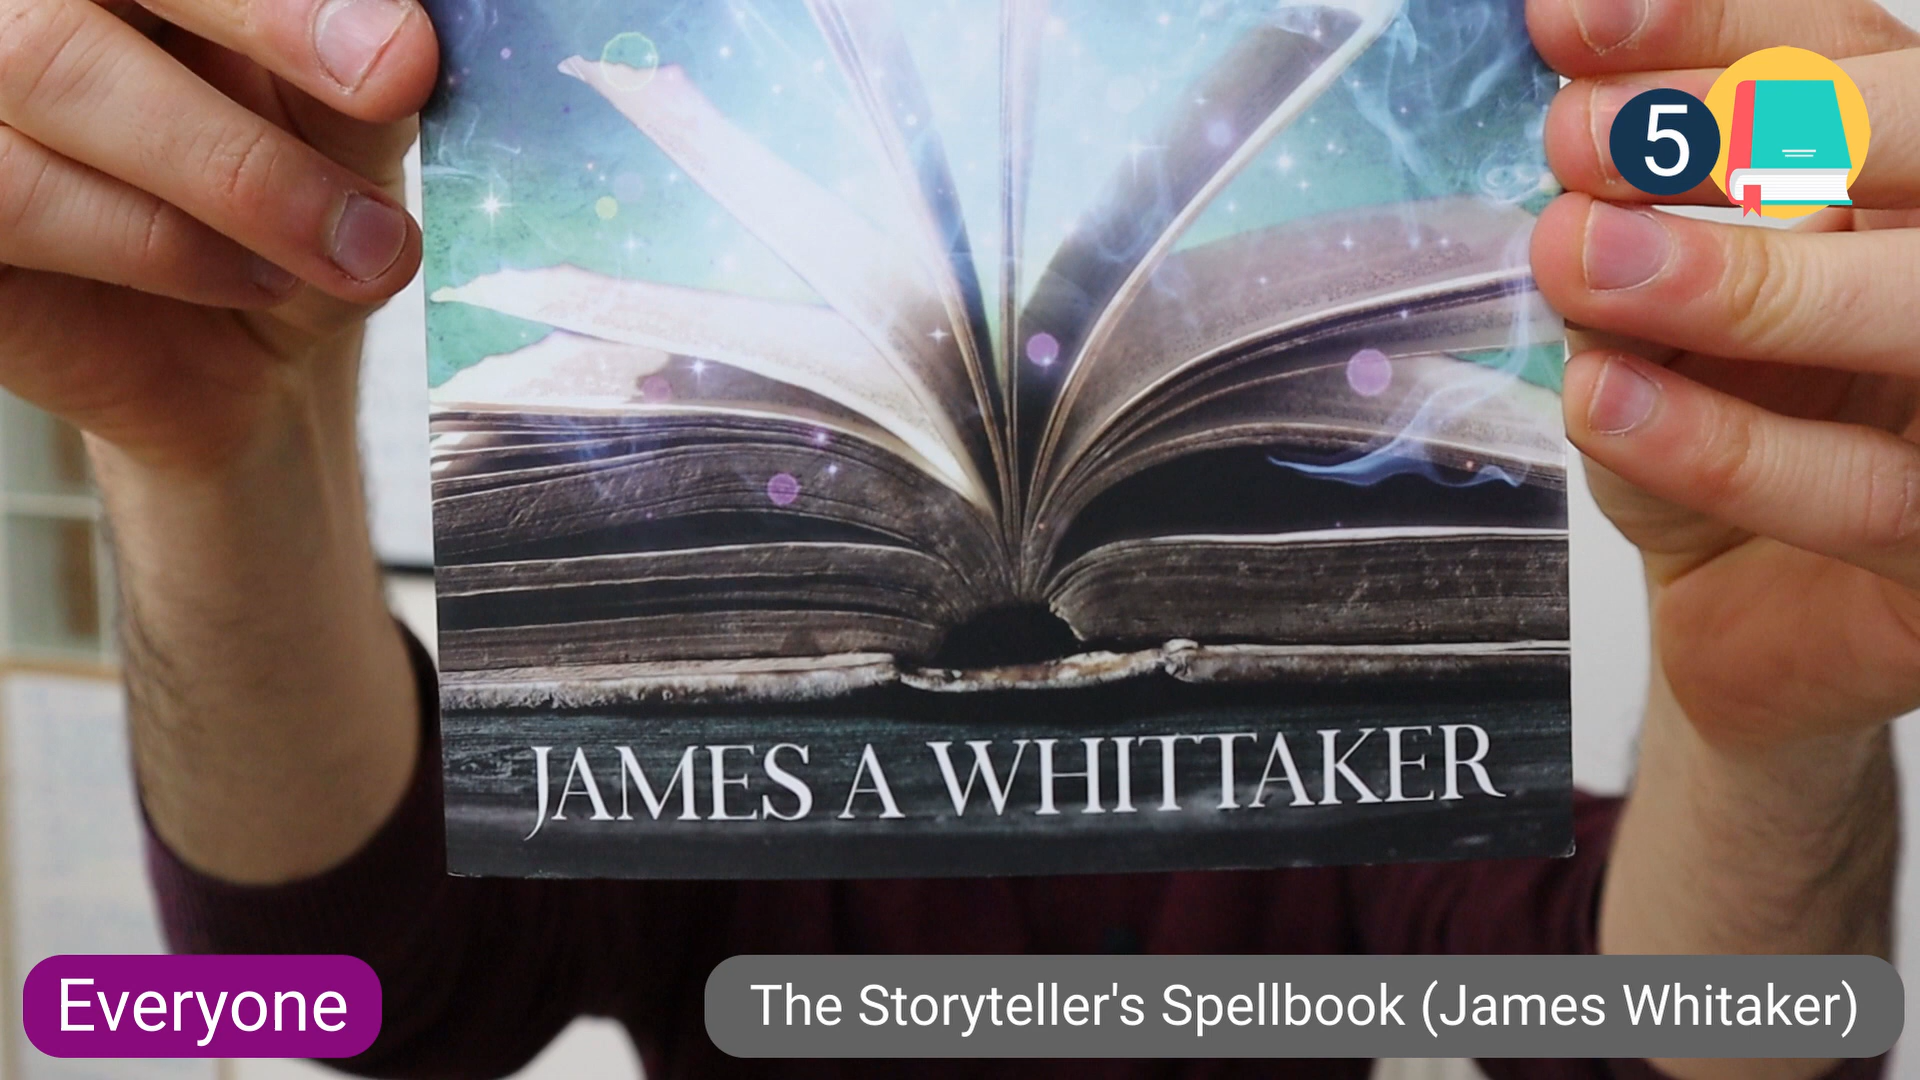 5
JAMES A WHITTAKER
Everyone
The Storyteller's Spellbook (James Whitaker)